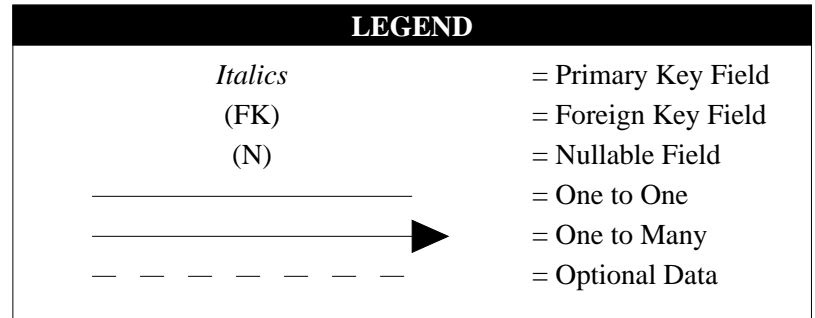 LEGEND
Italics = Primary Key Field
(FK) = Foreign Key Field
(N) = Nullable Field
= One to One
= One to Many
= Optional Data